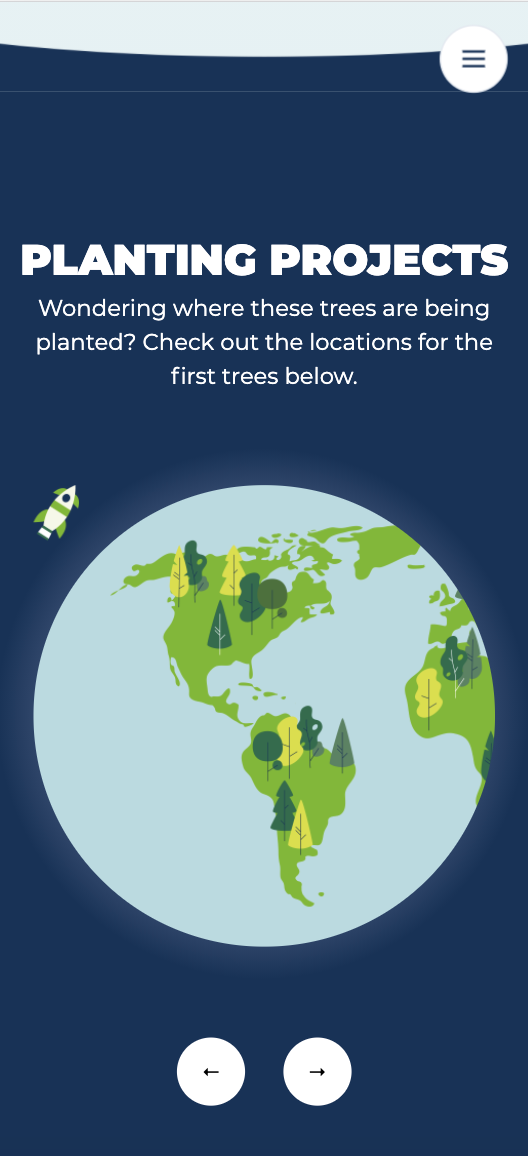 PLANTING PROJECTS
Wondering where these trees are being
planted? Check out the locations for the
first trees below.